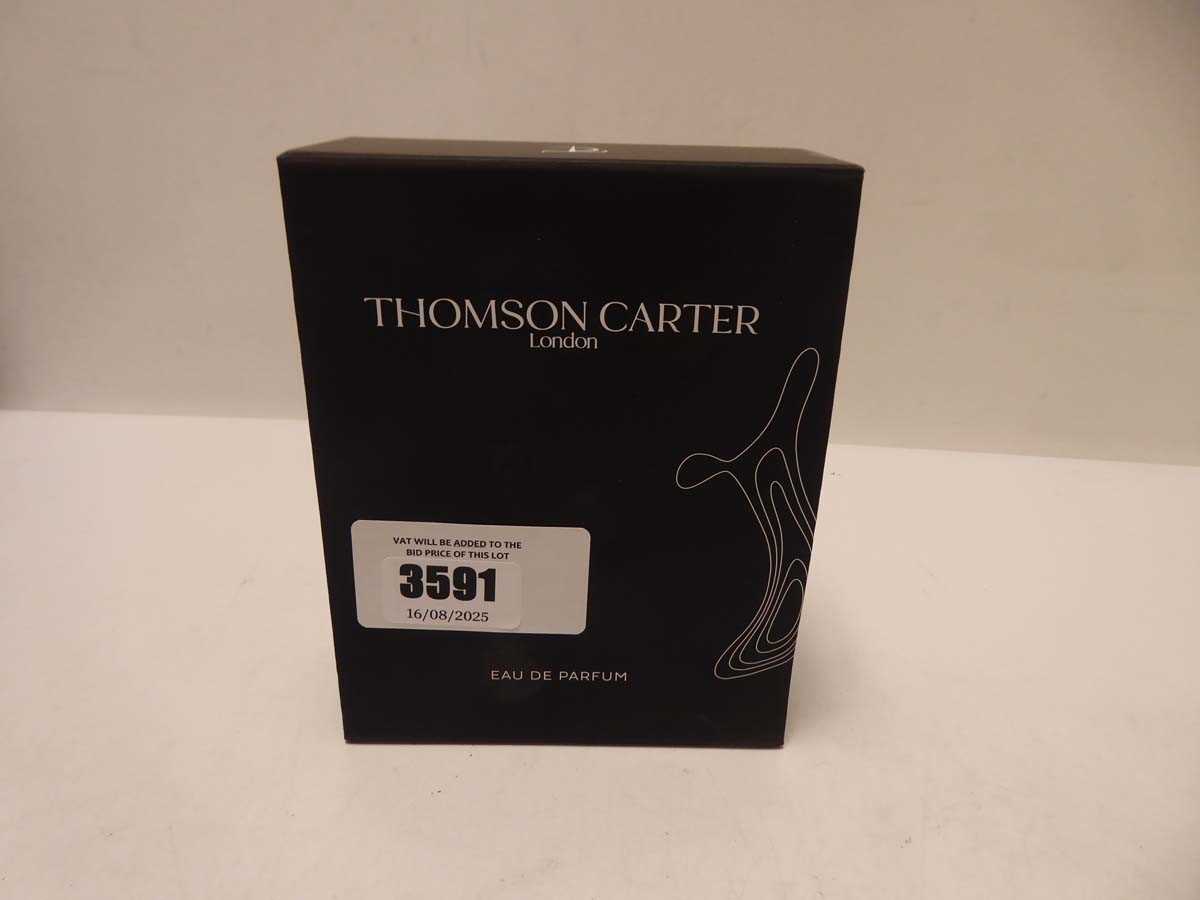 THOMSON CARTER
London
VAT WILL BE ADDED TO THE
BID PRICE OF THIS LOT
3591
16/08/2025
EAU DE PARFUM